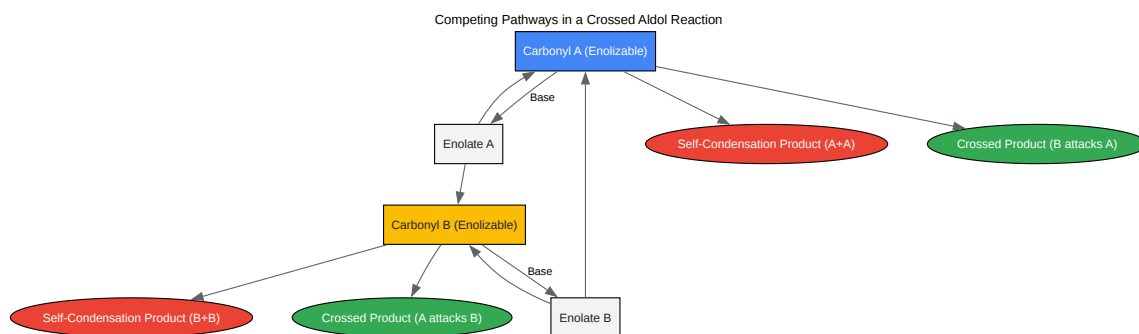 Competing Pathways in a Crossed Aldol Reaction
Carbonyl A (Enolizable)
Base
Enolate A
Self-Condensation Product (A+A)
Crossed Product (B attacks A)
Carbonyl B (Enolizable)
Base
Self-Condensation Product (B+B)
Crossed Product (A attacks B)
Enolate B